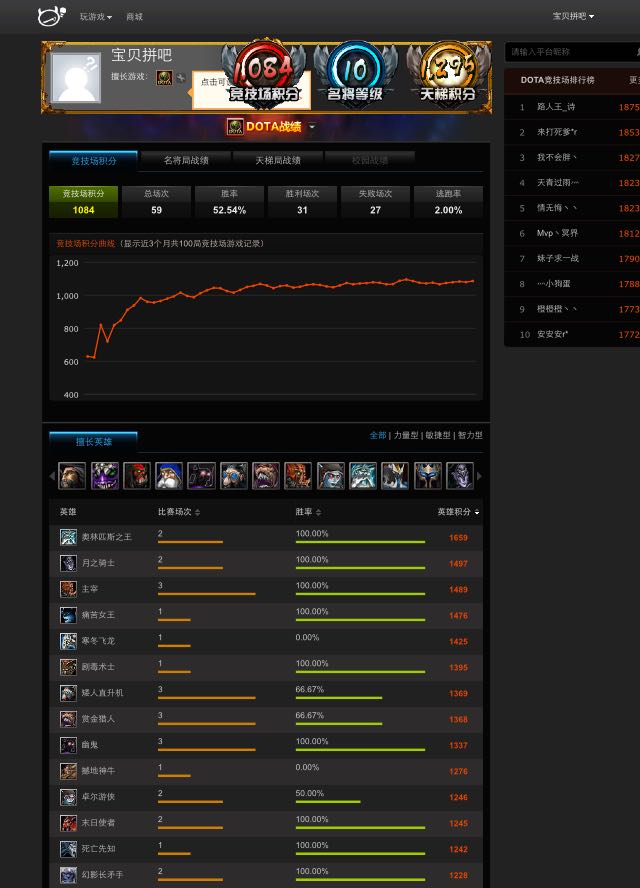 玩游戏 商城 宝贝拼吧
宝贝拼吧
擅长游戏：
点击可
1084
竞技场积分
10
名将等级
1295
天梯积分
请输入平台昵称
DOTA战绩
竞技场积分 名将局战绩 天梯局战绩 校园战绩
竞技场积分 总场次 胜率 胜利场次 失败场次 逃跑率
1084 59 52.54% 31 27 2.00%
竞技场积分曲线（显示近3个月共100局竞技场游戏记录）
1,200
1,000
800
600
400
DOTA竞技场排行榜 更
1 路人王_诗 1875
2 来打死爹*r 1853
3 我不会胖丶 1827
4 天青过雨 1823
5 情无悔丶丶 1823
6 Mvp丶冥界 1812
7 妹子求一战 1790
8 小狗蛋 1788
9 橙橙橙丶丶 1773
10 安安安r* 1772
擅长英雄 全部 | 力量型 | 敏捷型 | 智力型
英雄 比赛场次 胜率 英雄积分
奥林匹斯之王 2 100.00% 1659
月之骑士 2 100.00% 1497
主宰 3 100.00% 1489
痛苦女王 1 100.00% 1476
寒冬飞龙 1 0.00% 1425
剧毒术士 1 100.00% 1395
矮人直升机 3 66.67% 1369
赏金猎人 3 66.67% 1368
幽鬼 3 100.00% 1337
撼地神牛 1 0.00% 1276
卓尔游侠 2 50.00% 1246
末日使者 2 100.00% 1245
死亡先知 1 100.00% 1242
幻影长矛手 2 100.00% 1228